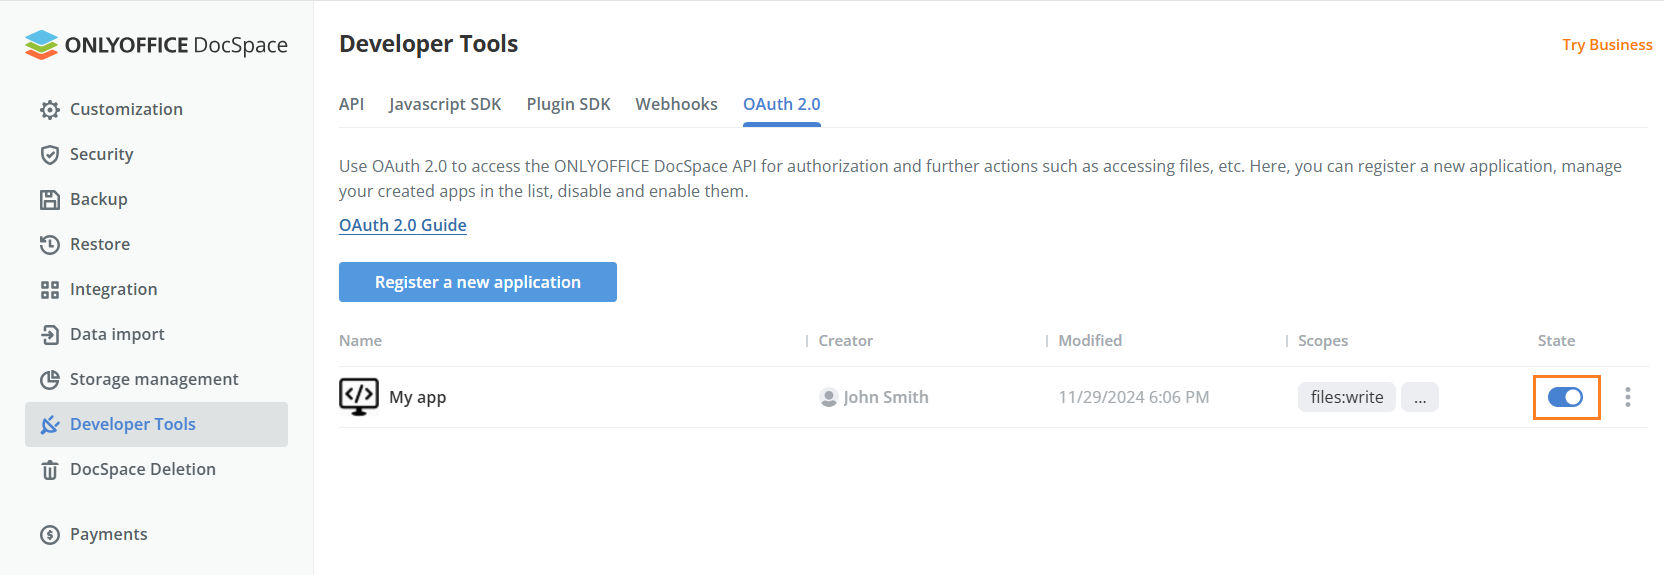 ONLYOFFICE DocSpace
Customization
Security
Backup
Restore
Integration
Data import
Storage management
Developer Tools
DocSpace Deletion
Payments
Developer Tools
Try Business
API Javascript SDK Plugin SDK Webhooks OAuth 2.0
Use OAuth 2.0 to access the ONLYOFFICE DocSpace API for authorization and further actions such as accessing files, etc. Here, you can register a new application, manage
your created apps in the list, disable and enable them.
OAuth 2.0 Guide
Register a new application
Name Creator Modified Scopes State
My app John Smith 11/29/2024 6:06 PM files:write ...